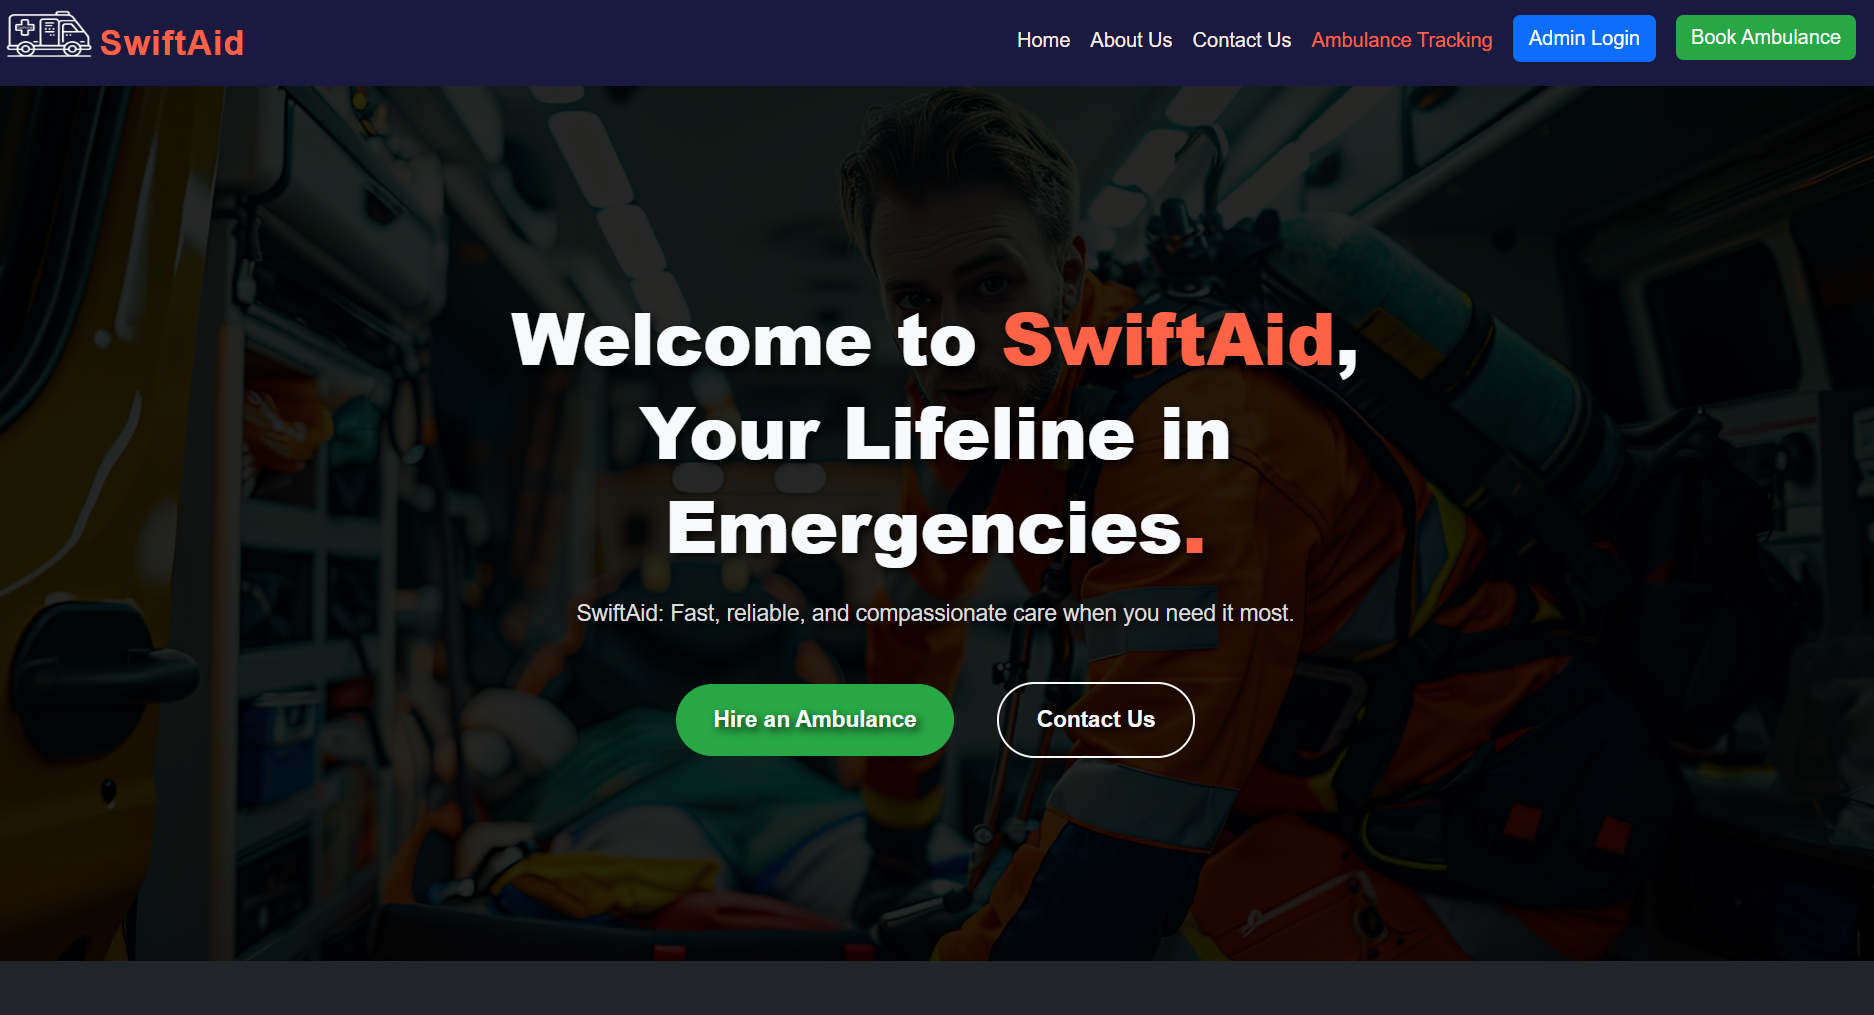 SwiftAid
Home About Us Contact Us Ambulance Tracking Admin Login Book Ambulance
Welcome to SwiftAid,
Your Lifeline in
Emergencies.
SwiftAid: Fast, reliable, and compassionate care when you need it most.
Hire an Ambulance Contact Us